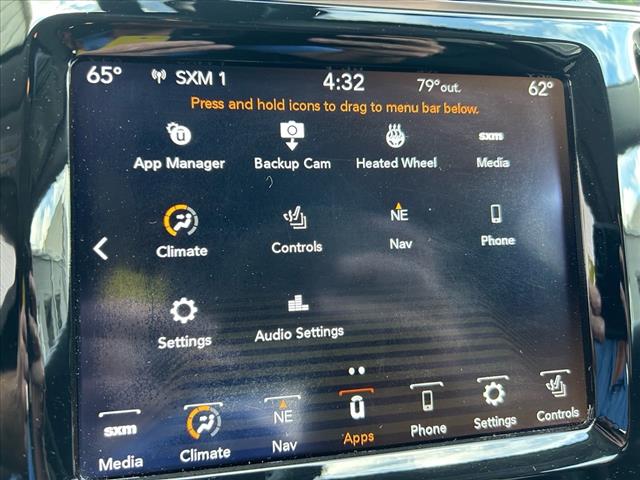 65° SXM 1 4:32 79°out. 62°
Press and hold icons to drag to menu bar below.
u sxm
App Manager Backup Cam Heated Wheel Media
NE
Climate Controls Nav Phone
Settings Audio Settings
sxm NE u
Media Climate Nav Apps Phone Settings Controls